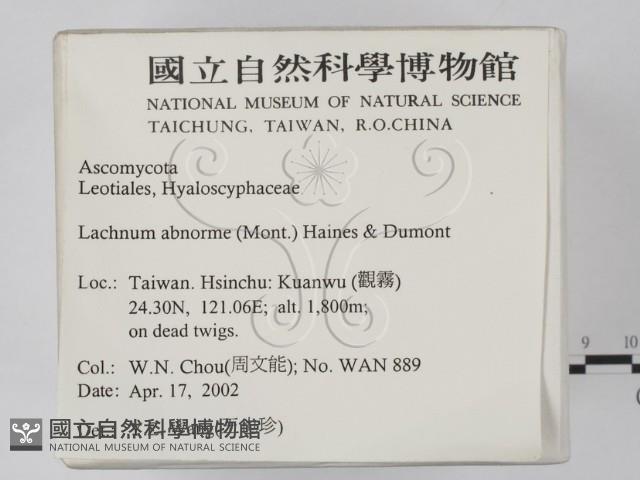 國立自然科學博物館
NATIONAL MUSEUM OF NATURAL SCIENCE
TAICHUNG, TAIWAN, R.O.CHINA
Ascomycota
Leotiales, Hyaloscyphaceae
Lachnum abnorme (Mont.) Haines & Dumont
Loc.: Taiwan. Hsinchu: Kuanwu (觀霧)
24.30N, 121.06E; alt. 1,800m;
on dead twigs.
Col.: W.N. Chou(周文能); No. WAN 889
Date: Apr. 17, 2002
國立自然科學博物館
NATIONAL MUSEUM OF NATURAL SCIENCE
9 10